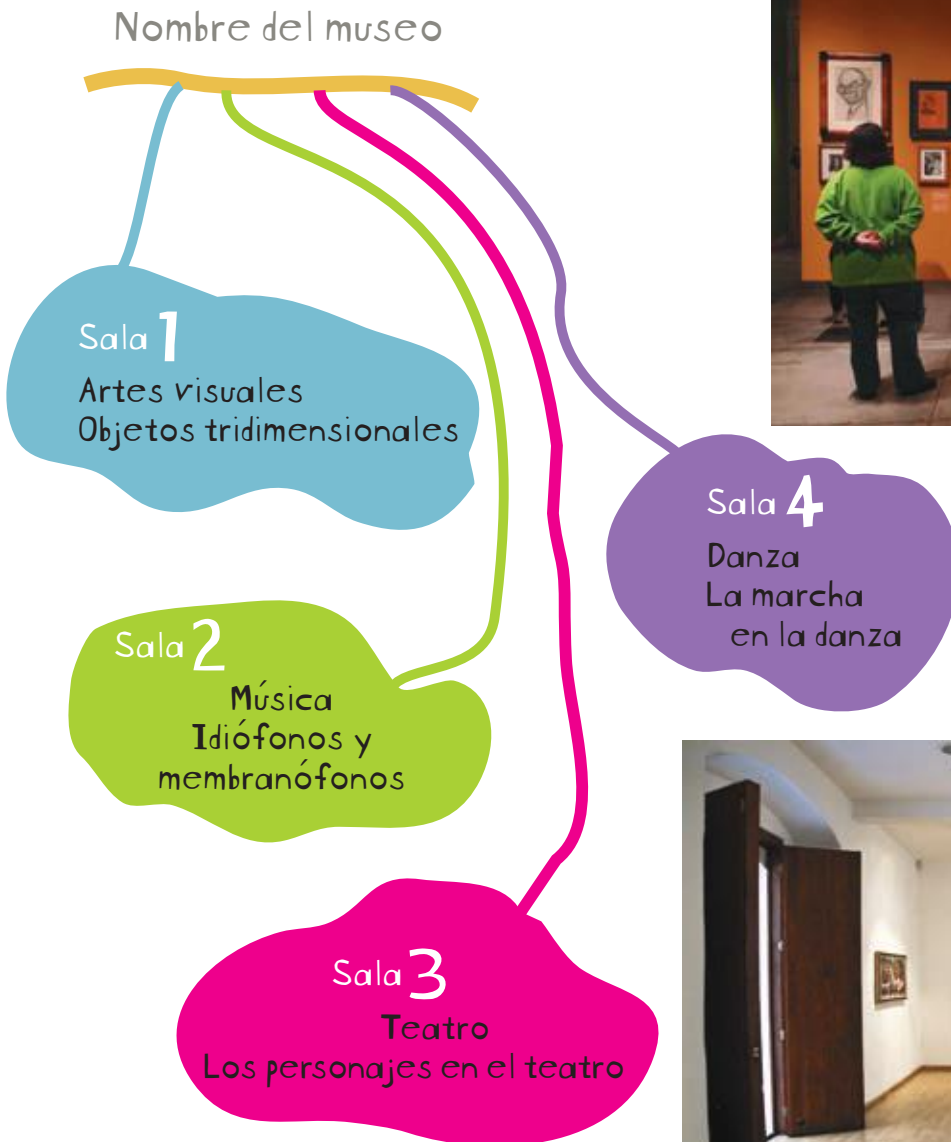 Nombre del museo
Sala 1
Artes visuales
Objetos tridimensionales
Sala 2
Música
Idiófonos y
membranófonos
Sala 3
Teatro
Los personajes en el teatro
Sala 4
Danza
La marcha
en la danza